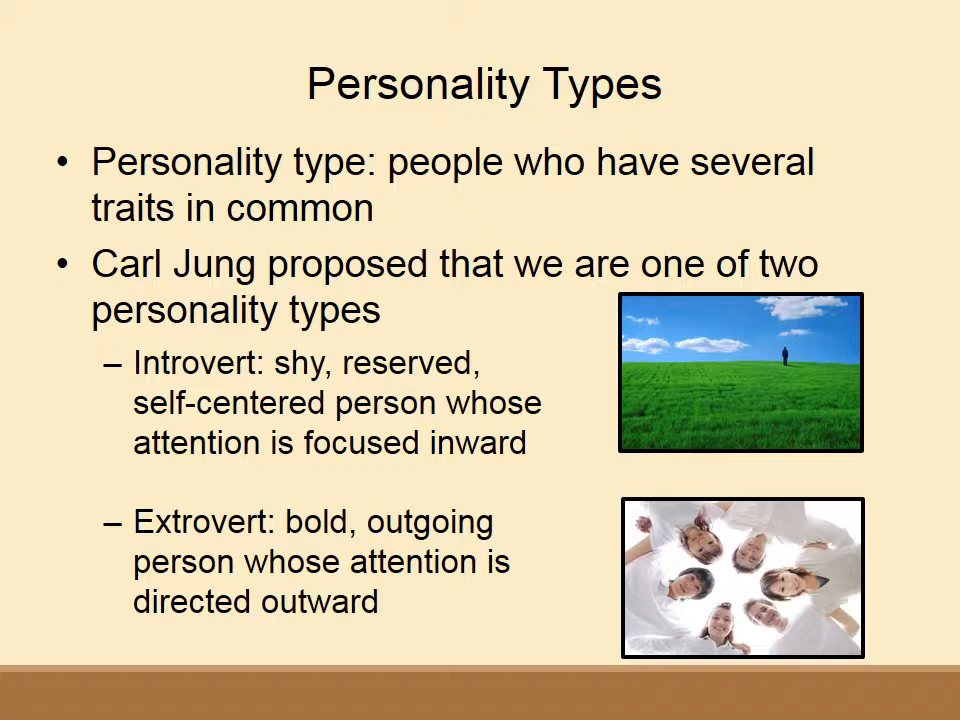 Personality Types
• Personality type: people who have several
traits in common
• Carl Jung proposed that we are one of two
personality types
– Introvert: shy, reserved,
self-centered person whose
attention is focused inward
– Extrovert: bold, outgoing
person whose attention is
directed outward